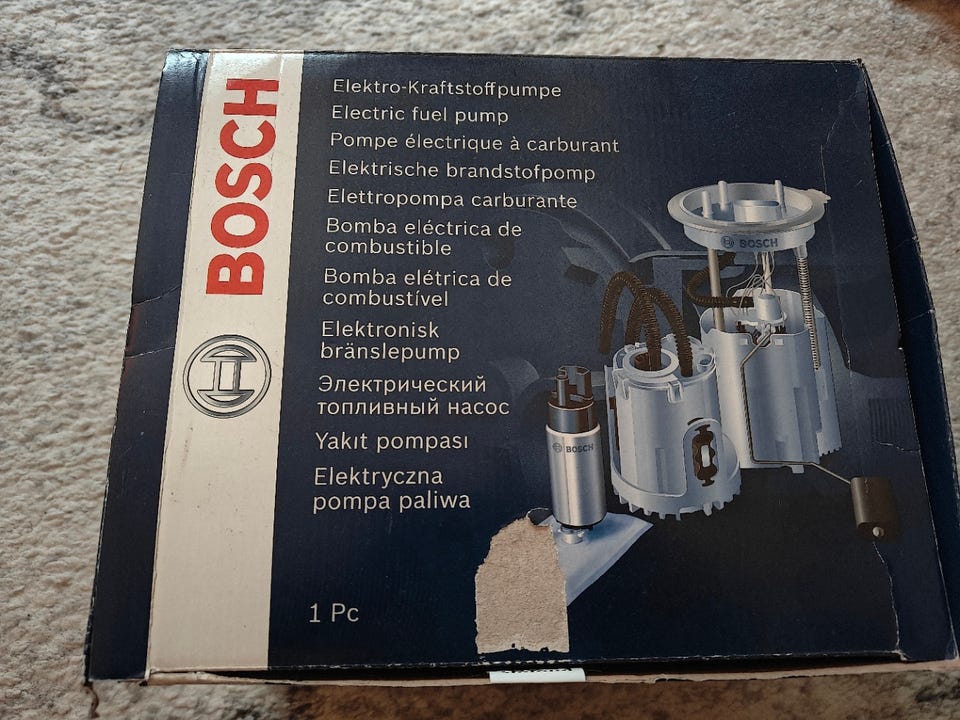 BOSCH
Elektro-Kraftstoffpumpe
Electric fuel pump
Pompe électrique à carburant
Elektrische brandstofpomp
Elettropompa carburante
Bomba eléctrica de
combustible
Bomba elétrica de
combustível
Elektronisk
bränslepump
Электрический
топливный насос
Yakıt pompası
Elektryczna
pompa paliwa
1 Pc
BOSCH
BOSCH